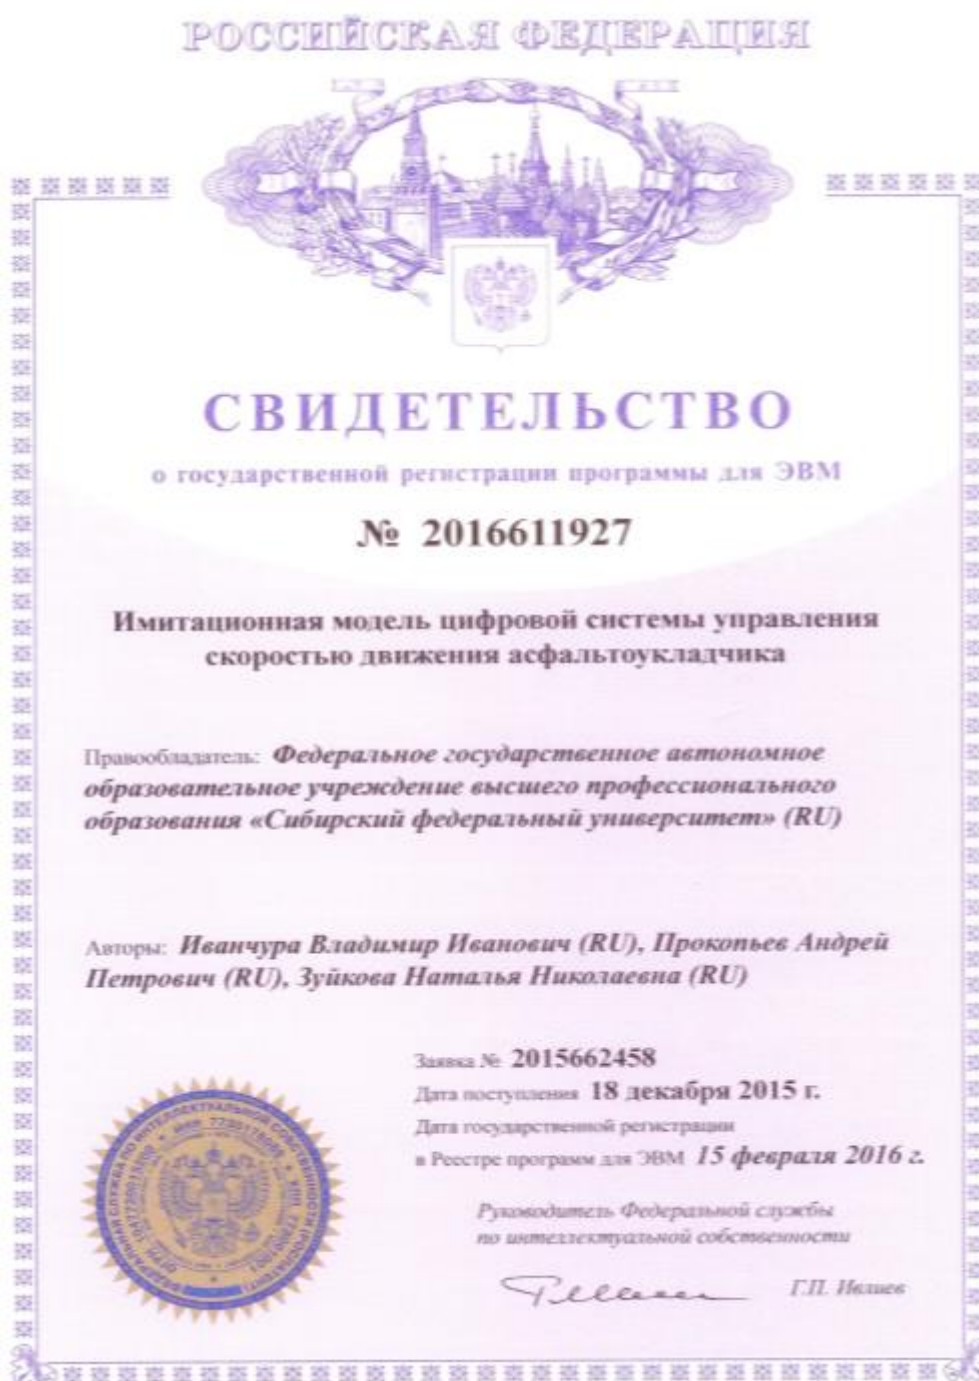 РОССИЙСКАЯ ФЕДЕРАЦИЯ
СВИДЕТЕЛЬСТВО
о государственной регистрации программы для ЭВМ
№ 2016611927
Имитационная модель цифровой системы управления
скоростью движения асфальтоукладчика
Правообладатель: Федеральное государственное автономное
образовательное учреждение высшего профессионального
образования «Сибирский федеральный университет» (RU)
Авторы: Иванчура Владимир Иванович (RU), Прокопьев Андрей
Петрович (RU), Зуйкова Наталья Николаевна (RU)
Заявка № 2015662458
Дата поступления 18 декабря 2015 г.
Дата государственной регистрации
в Реестре программ для ЭВМ 15 февраля 2016 г.
Руководитель Федеральной службы
по интеллектуальной собственности
Г.П. Ивлиев